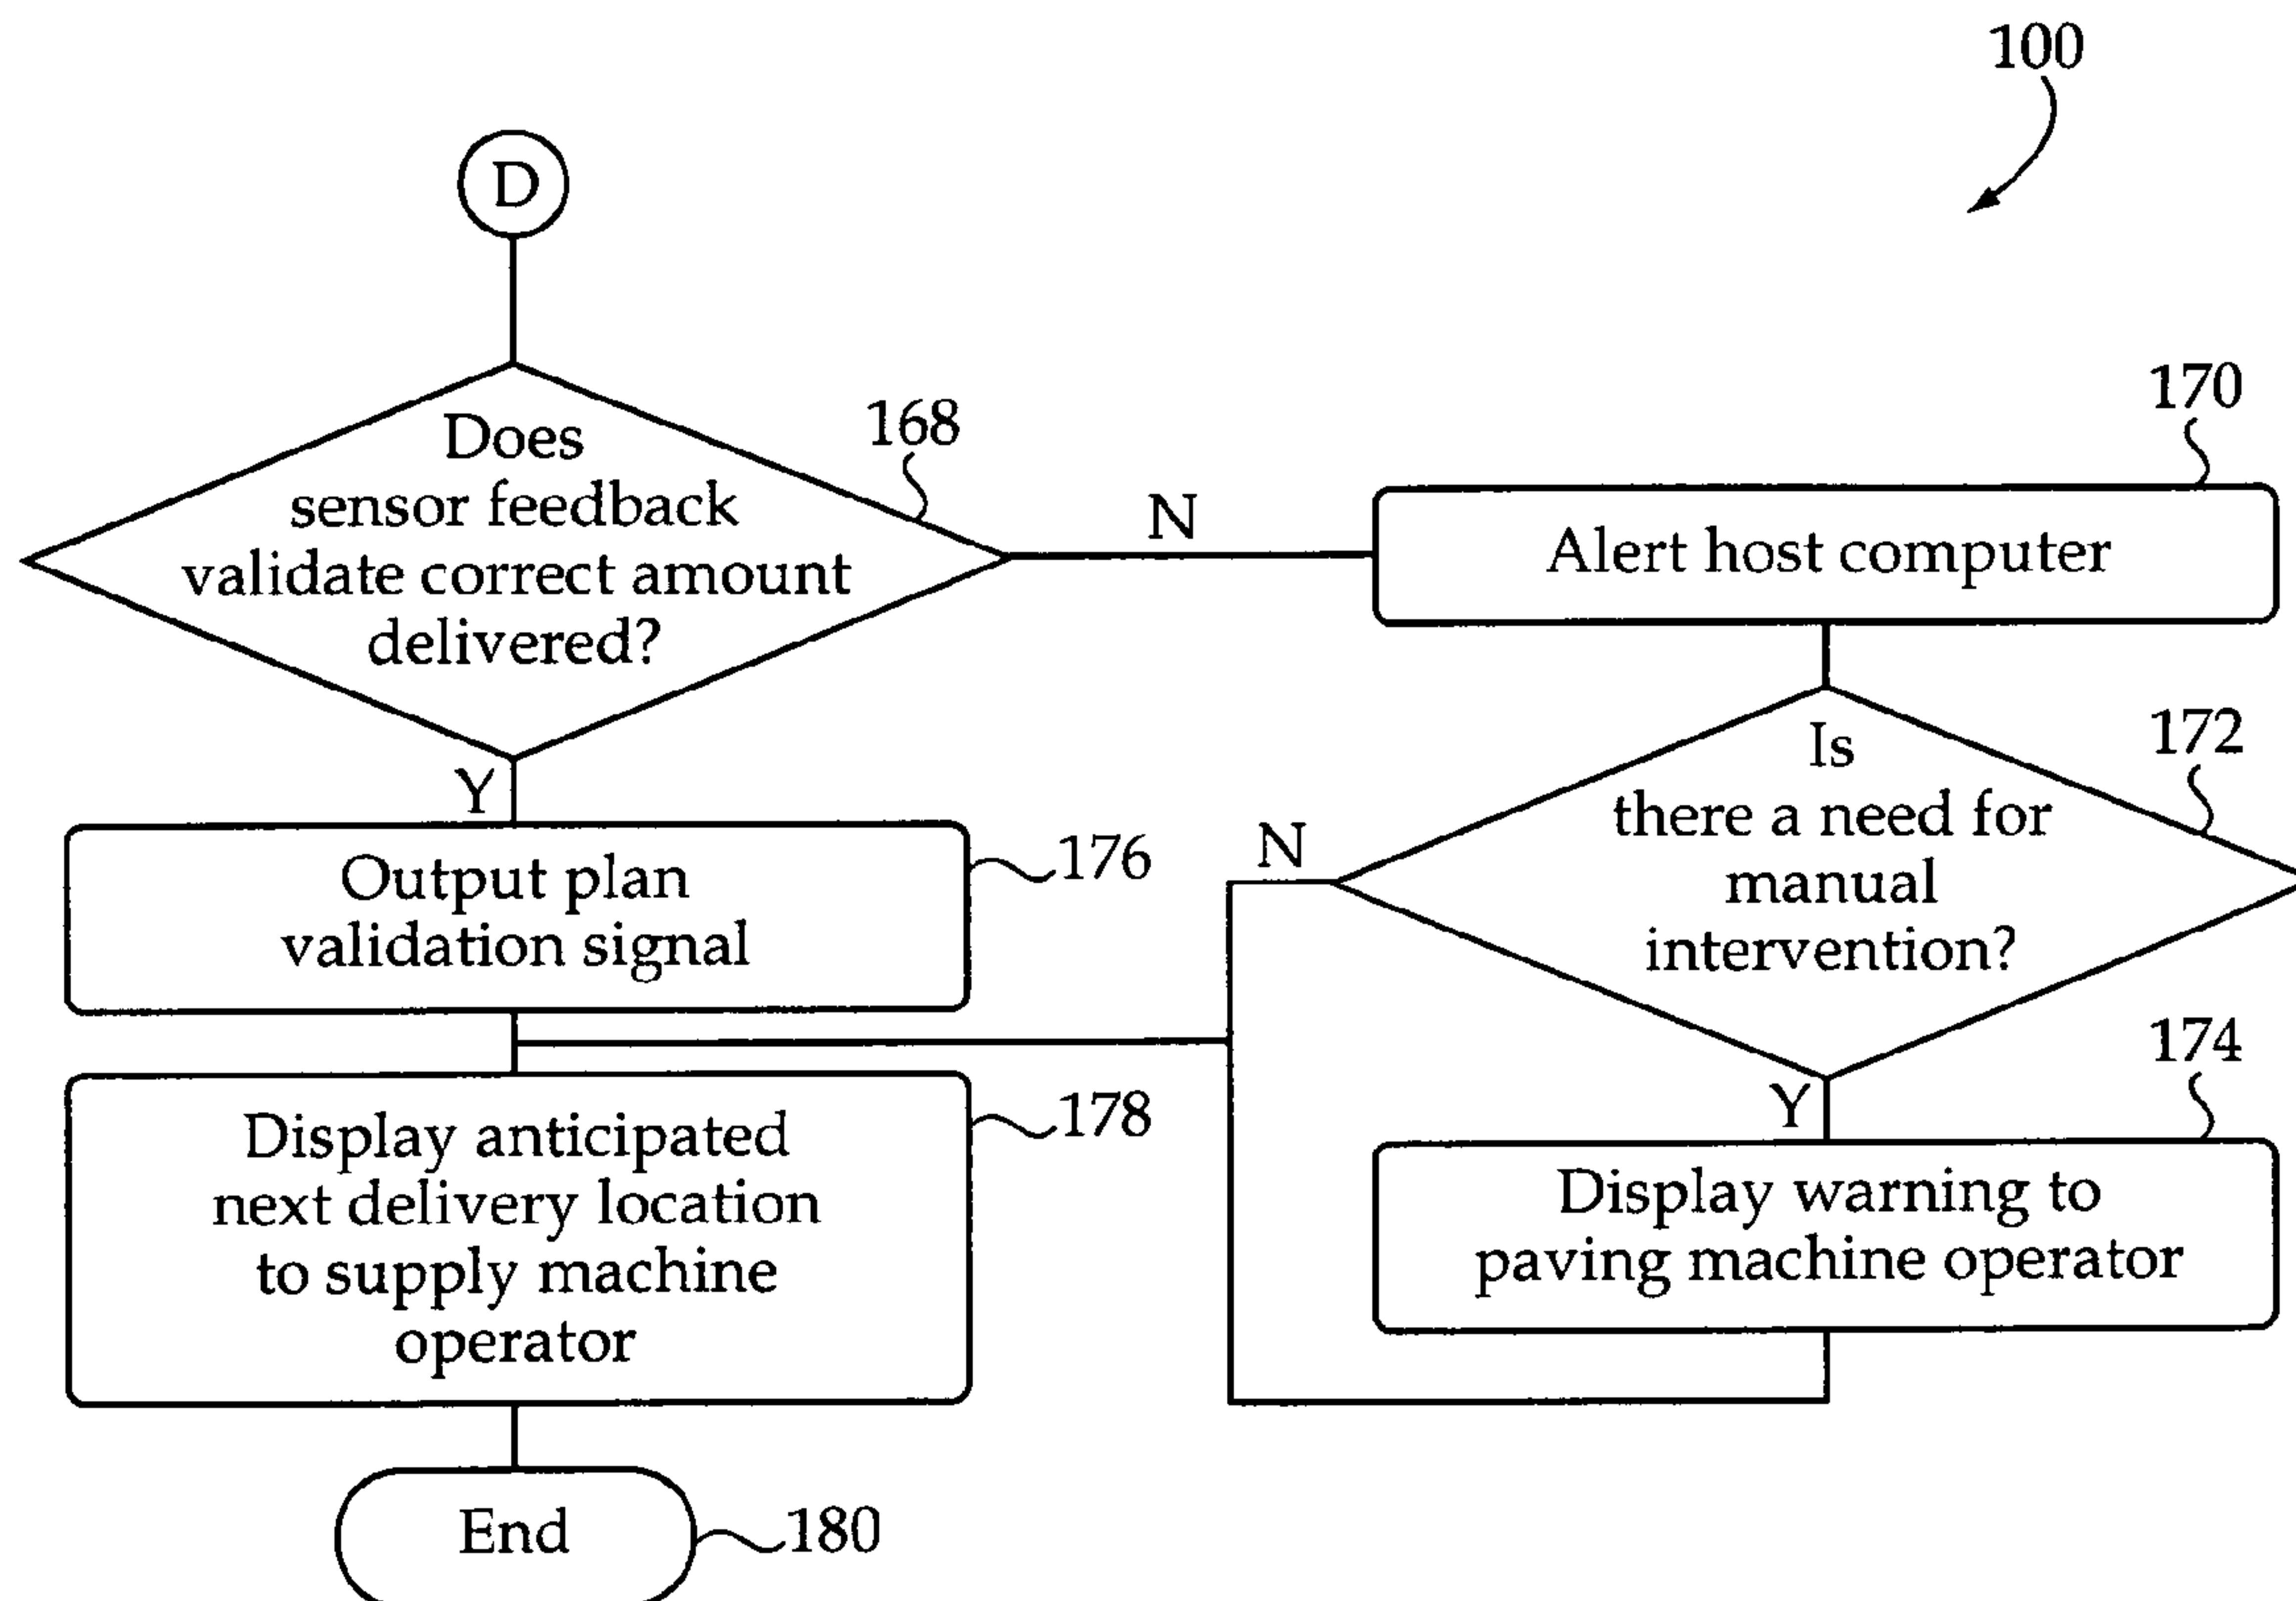 100
D
Does
sensor feedback
validate correct amount
delivered?
168
N
170
Alert host computer
Is
there a need for
manual
intervention?
172
N
Y
174
Display warning to
paving machine operator
Y
Output plan
validation signal
176
Display anticipated
next delivery location
to supply machine
operator
178
End
180